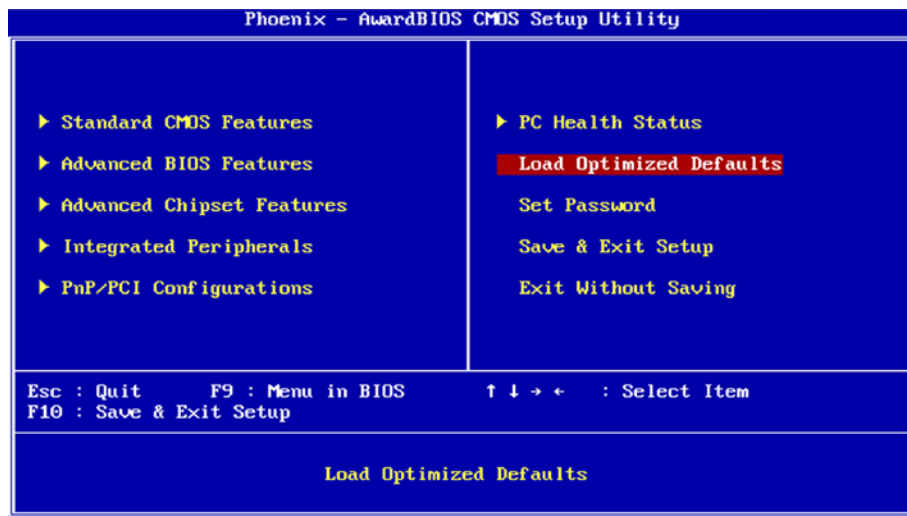 Phoenix – AwardBIOS CMOS Setup Utility
▶ Standard CMOS Features
▶ Advanced BIOS Features
▶ Advanced Chipset Features
▶ Integrated Peripherals
▶ PnP/PCI Configurations
▶ PC Health Status
Load Optimized Defaults
Set Password
Save & Exit Setup
Exit Without Saving
Esc : Quit F9 : Menu in BIOS ↑ ↓ → ← : Select Item
F10 : Save & Exit Setup
Load Optimized Defaults